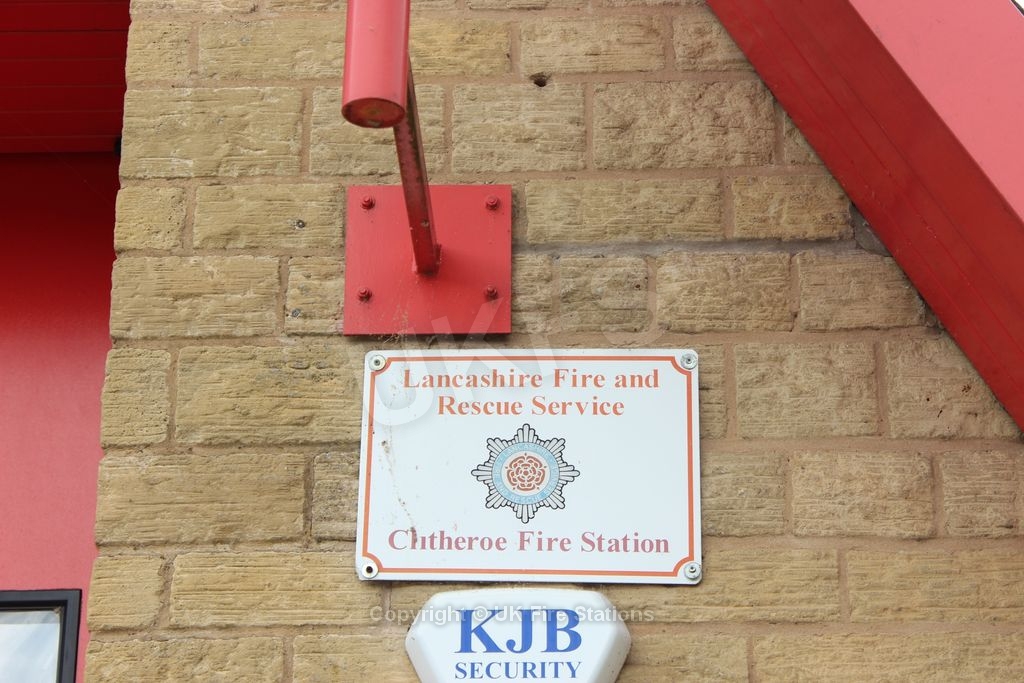 Lancashire Fire and
Rescue Service
Clitheroe Fire Station
Copyright © UK Fire Stations
KJB
SECURITY